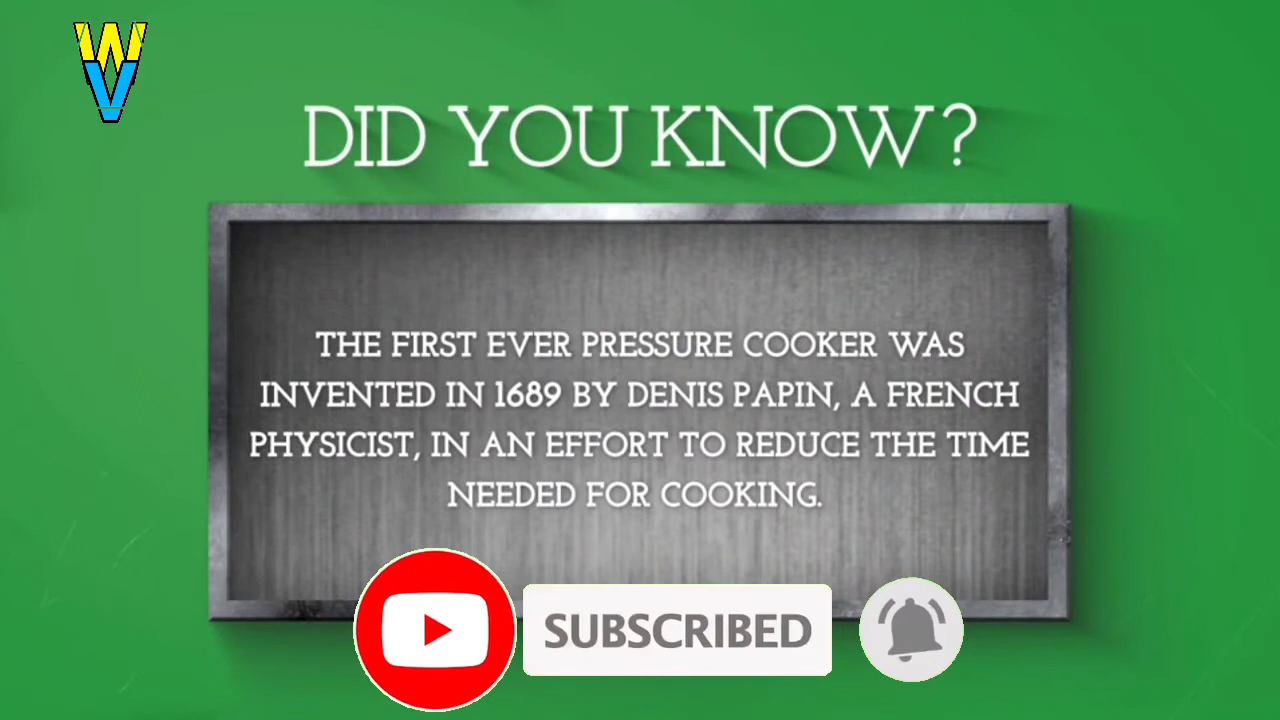 WV
DID YOU KNOW?
THE FIRST EVER PRESSURE COOKER WAS
INVENTED IN 1689 BY DENIS PAPIN, A FRENCH
PHYSICIST, IN AN EFFORT TO REDUCE THE TIME
NEEDED FOR COOKING.
SUBSCRIBED